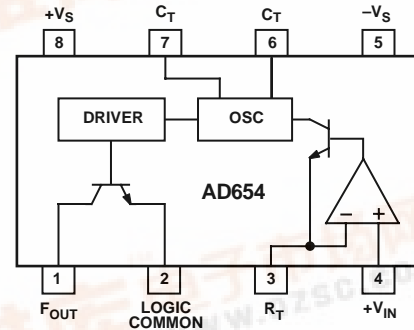 +VS CT CT −VS
8 7 6 5
DRIVER OSC
AD654
− +
1 2 3 4
FOUT LOGIC COMMON RT +VIN